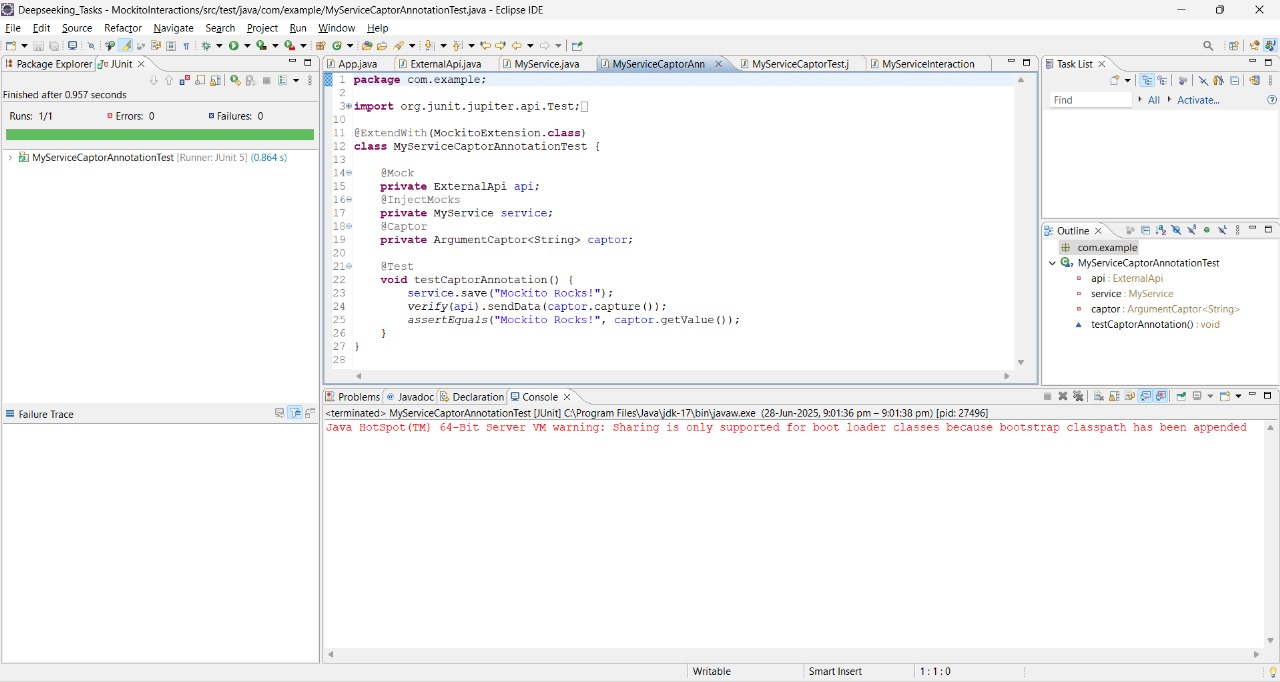 Deepseeking_Tasks - MockitoInteractions/src/test/java/com/example/MyServiceCaptorAnnotationTest.java - Eclipse IDE
File Edit Source Refactor Navigate Search Project Run Window Help
Package Explorer JUnit
Finished after 0.957 seconds
Runs: 1/1 Errors: 0 Failures: 0
MyServiceCaptorAnnotationTest [Runner: JUnit 5] (0.864 s)
Failure Trace
App.java ExternalApi.java MyService.java MyServiceCaptorAnn MyServiceCaptorTest.j MyServiceInteraction
1 package com.example;
2
3 import org.junit.jupiter.api.Test;
10
11 @ExtendWith(MockitoExtension.class)
12 class MyServiceCaptorAnnotationTest {
13
14 @Mock
15 private ExternalApi api;
16 @InjectMocks
17 private MyService service;
18 @Captor
19 private ArgumentCaptor<String> captor;
20
21 @Test
22 void testCaptorAnnotation() {
23 service.save("Mockito Rocks!");
24 verify(api).sendData(captor.capture());
25 assertEquals("Mockito Rocks!", captor.getValue());
26 }
27 }
28
Task List
Find All Activate...
Outline
com.example
MyServiceCaptorAnnotationTest
api : ExternalApi
service : MyService
captor : ArgumentCaptor<String>
testCaptorAnnotation() : void
Problems Javadoc Declaration Console
<terminated> MyServiceCaptorAnnotationTest [JUnit] C:\Program Files\Java\jdk-17\bin\javaw.exe (28-Jun-2025, 9:01:36 pm – 9:01:38 pm) [pid: 27496]
Java HotSpot(TM) 64-Bit Server VM warning: Sharing is only supported for boot loader classes because bootstrap classpath has been appended
Writable Smart Insert 1 : 1 : 0